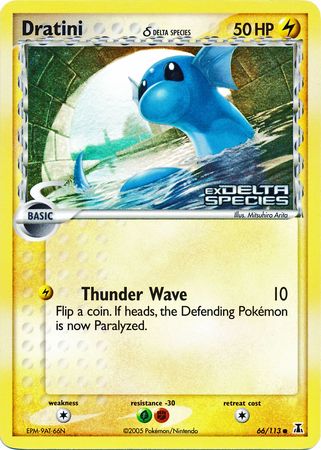 Dratini δ DELTA SPECIES 50 HP
ex DELTA
SPECIES
Illus. Mitsuhiro Arita
BASIC
Thunder Wave 10
Flip a coin. If heads, the Defending Pokémon
is now Paralyzed.
weakness resistance -30 retreat cost
EPM-9AT-66N ©2005 Pokémon/Nintendo 66/113 ●